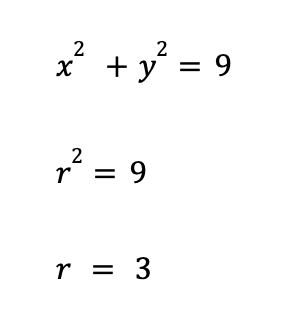 x² + y² = 9
r² = 9
r = 3